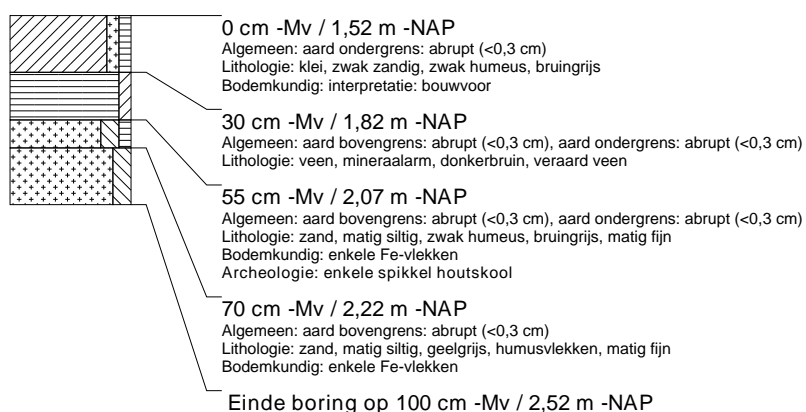 0 cm -Mv / 1,52 m -NAP
Algemeen: aard ondergrens: abrupt (<0,3 cm)
Lithologie: klei, zwak zandig, zwak humeus, bruingrijs
Bodemkundig: interpretatie: bouwvoor
30 cm -Mv / 1,82 m -NAP
Algemeen: aard bovengrens: abrupt (<0,3 cm), aard ondergrens: abrupt (<0,3 cm)
Lithologie: veen, mineraalarm, donkerbruin, veraard veen
55 cm -Mv / 2,07 m -NAP
Algemeen: aard bovengrens: abrupt (<0,3 cm), aard ondergrens: abrupt (<0,3 cm)
Lithologie: zand, matig siltig, zwak humeus, bruingrijs, matig fijn
Bodemkundig: enkele Fe-vlekken
Archeologie: enkele spikkel houtskool
70 cm -Mv / 2,22 m -NAP
Algemeen: aard bovengrens: abrupt (<0,3 cm)
Lithologie: zand, matig siltig, geelgrijs, humusvlekken, matig fijn
Bodemkundig: enkele Fe-vlekken
Einde boring op 100 cm -Mv / 2,52 m -NAP